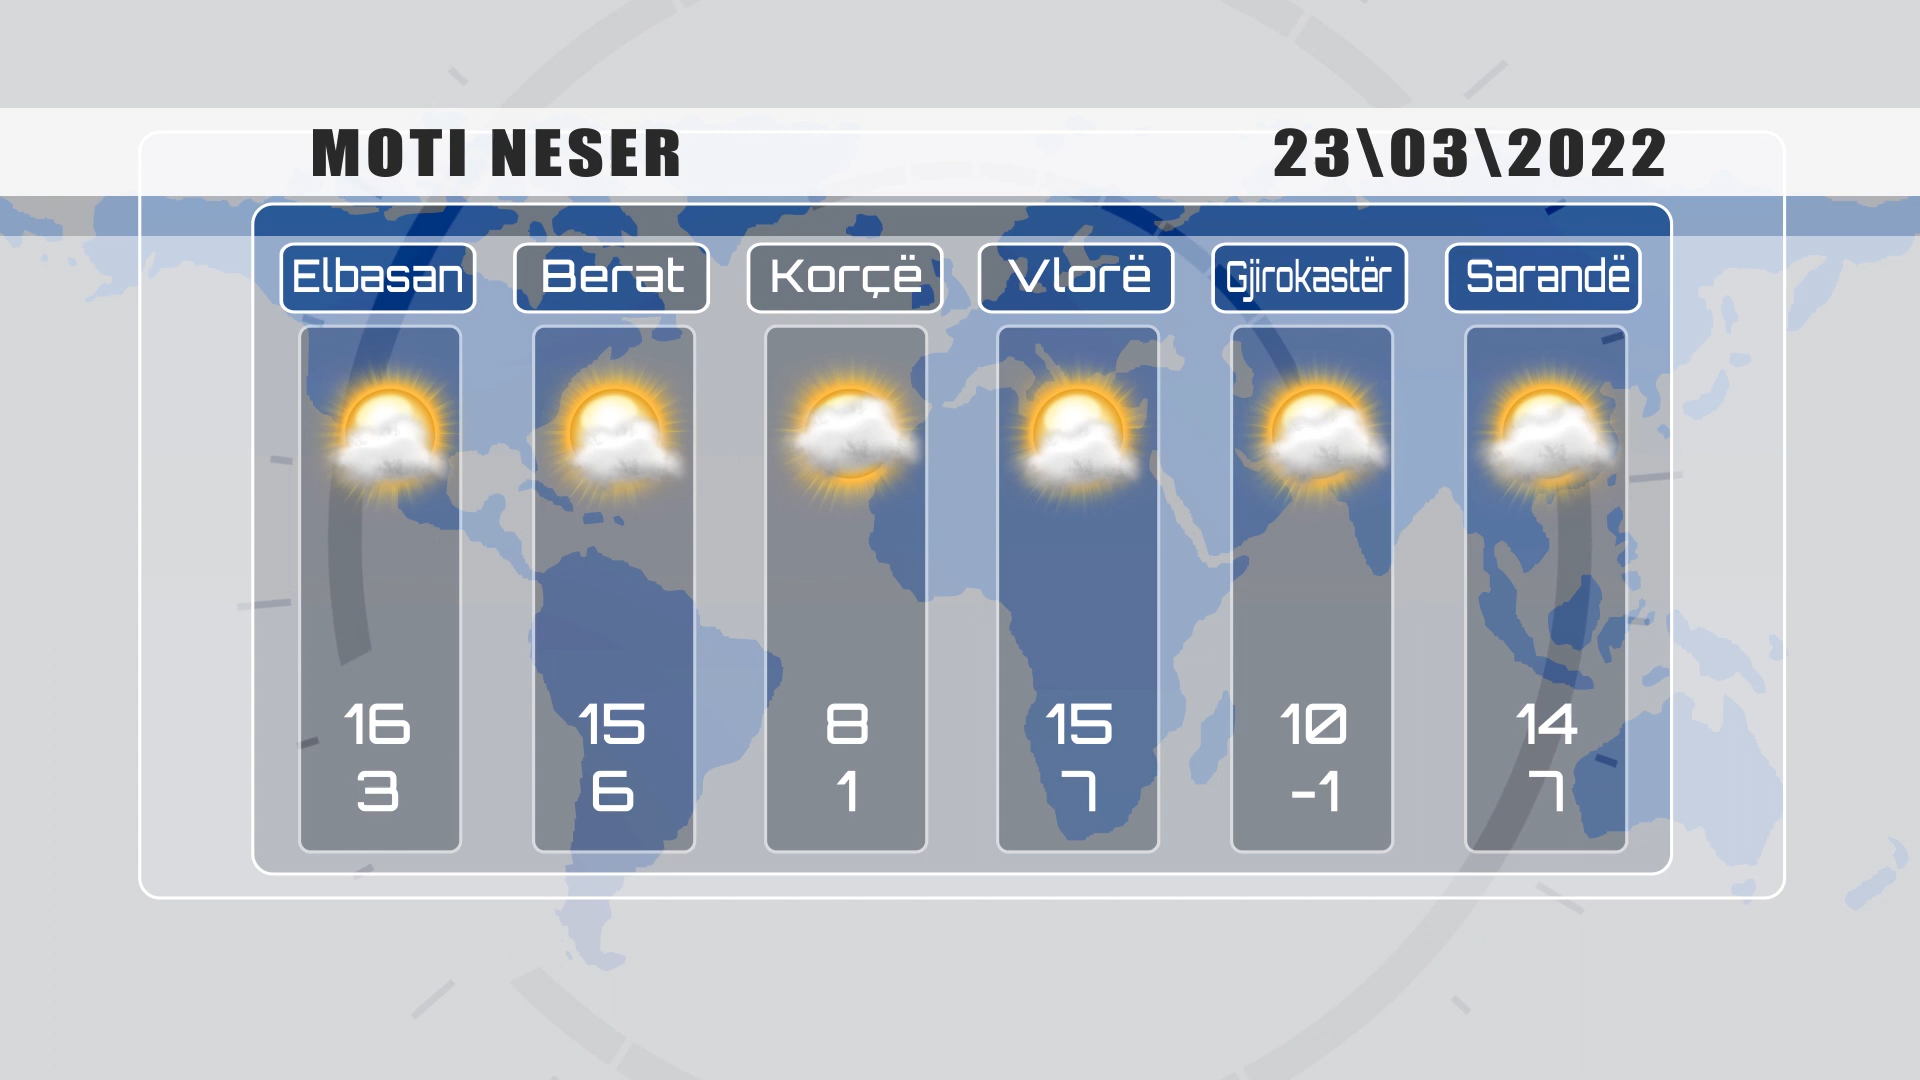 MOTI NESER 23\03\2022
Elbasan Berat Korçë Vlorë Gjirokastër Sarandë
16 15 8 15 10 14
3 6 1 7 -1 7